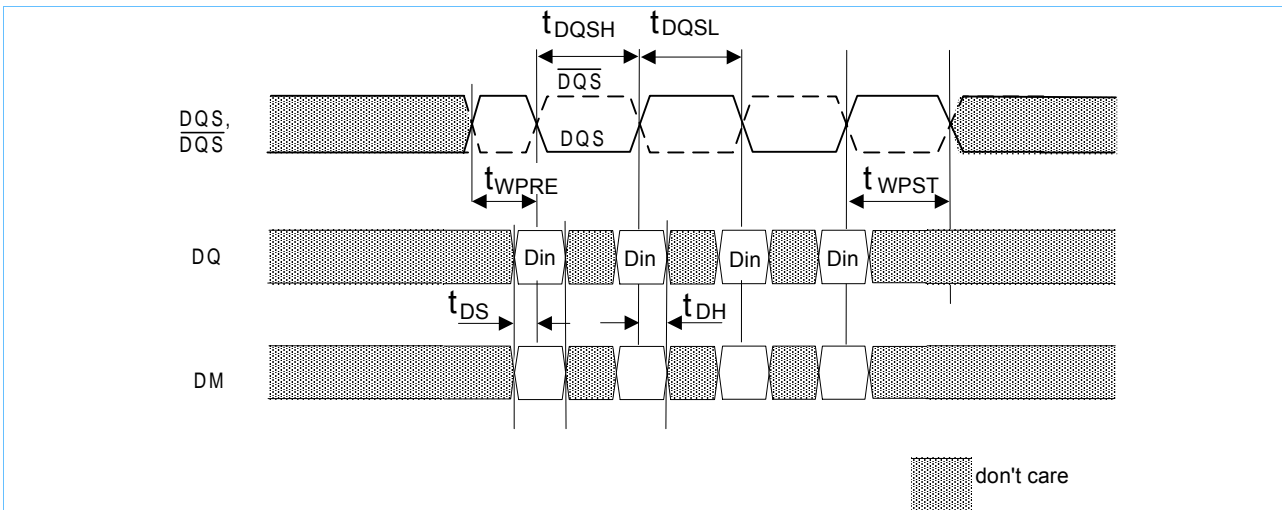 tDQSH tDQSL
DQS
DQS,
DQS
DQS
tWPRE
tWPST
DQ
Din Din Din Din
tDS
tDH
DM
don't care